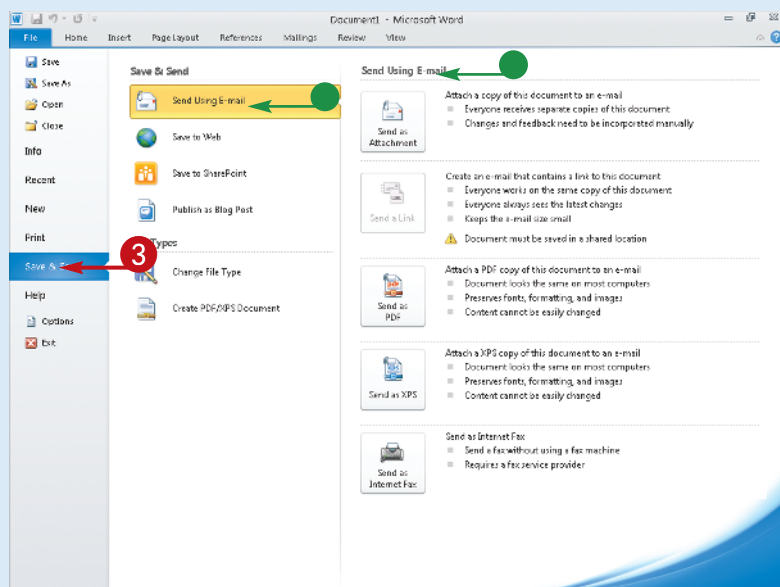 Document1 - Microsoft Word
File Home Insert Page Layout References Mailings Review View
Save
Save As
Open
Close
Info
Recent
New
Print
Save &
3
Help
Options
Exit
Save & Send
Send Using E-mail
Save to Web
Save to SharePoint
Publish as Blog Post
Types
Change File Type
Create PDF/XPS Document
Send Using E-mail
Send as
Attachment
Attach a copy of this document to an e-mail
Everyone receives separate copies of this document
Changes and feedback need to be incorporated manually
Send a Link
Create an e-mail that contains a link to this document
Everyone works on the same copy of this document
Everyone always sees the latest changes
Keeps the e-mail size small
Document must be saved in a shared location
Send as
PDF
Attach a PDF copy of this document to an e-mail
Document looks the same on most computers
Preserves fonts, formatting, and images
Content cannot be easily changed
Send as XPS
Attach a XPS copy of this document to an e-mail
Document looks the same on most computers
Preserves fonts, formatting, and images
Content cannot be easily changed
Send as
Internet Fax
Send as Internet Fax
Send a fax without using a fax machine
Requires a fax service provider